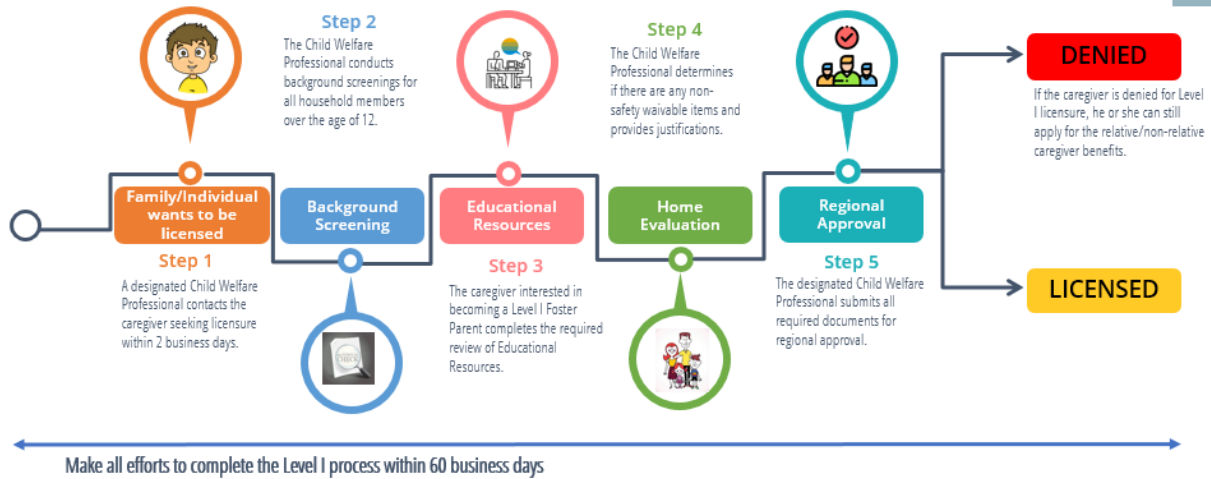 Family/Individual
wants to be
licensed
Step 1
A designated Child Welfare
Professional contacts the
caregiver seeking licensure
within 2 business days.
Step 2
The Child Welfare
Professional conducts
background screenings for
all household members
over the age of 12.
Background
Screening
CHECK
Educational
Resources
Step 3
The caregiver interested in
becoming a Level I Foster
Parent completes the required
review of Educational
Resources.
Step 4
The Child Welfare
Professional determines
if there are any non-
safety waivable items and
provides justifications.
Home
Evaluation
Regional
Approval
Step 5
The designated Child Welfare
Professional submits all
required documents for
regional approval.
DENIED
If the caregiver is denied for Level
I licensure, he or she can still
apply for the relative/non-relative
caregiver benefits.
LICENSED
Make all efforts to complete the Level I process within 60 business days